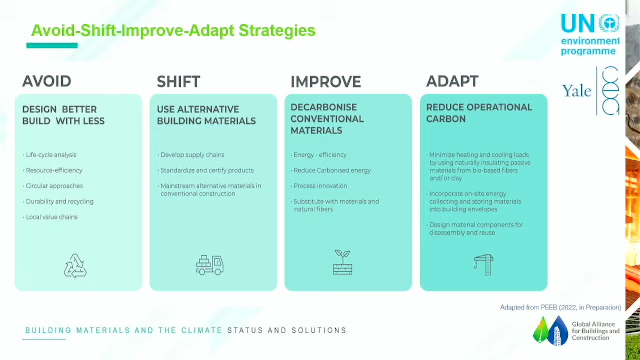 Avoid-Shift-Improve-Adapt Strategies
UN
environment
programme
Yale
AVOID
DESIGN BETTER
BUILD WITH LESS
· Life-cycle analysis
· Resource-efficiency
· Circular approaches
· Durability and recycling
· Local value chains
SHIFT
USE ALTERNATIVE
BUILDING MATERIALS
· Develop supply chains
· Standardize and certify products
· Mainstream alternative materials in
conventional construction
IMPROVE
DECARBONISE
CONVENTIONAL
MATERIALS
· Energy - efficiency
· Reduce Carbonised energy
· Process innovation
· Substitute with materials and
natural fibers
ADAPT
REDUCE OPERATIONAL
CARBON
· Minimize heating and cooling loads
by using naturally insulating passive
materials from bio-based fibers
and/or clay
· Incorporate on-site energy
collecting and storing materials
into building envelopes
· Design material components for
disassembly and reuse
Adapted from PEEB (2022, in Preparation)
BUILDING MATERIALS AND THE CLIMATE STATUS AND SOLUTIONS
Global Alliance
for Buildings and
Construction